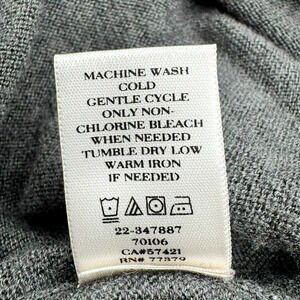 MACHINE WASH
COLD
GENTLE CYCLE
ONLY NON-
CHLORINE BLEACH
WHEN NEEDED
TUMBLE DRY LOW
WARM IRON
IF NEEDED
22-347887
70106
CA#57421
RN# 77379